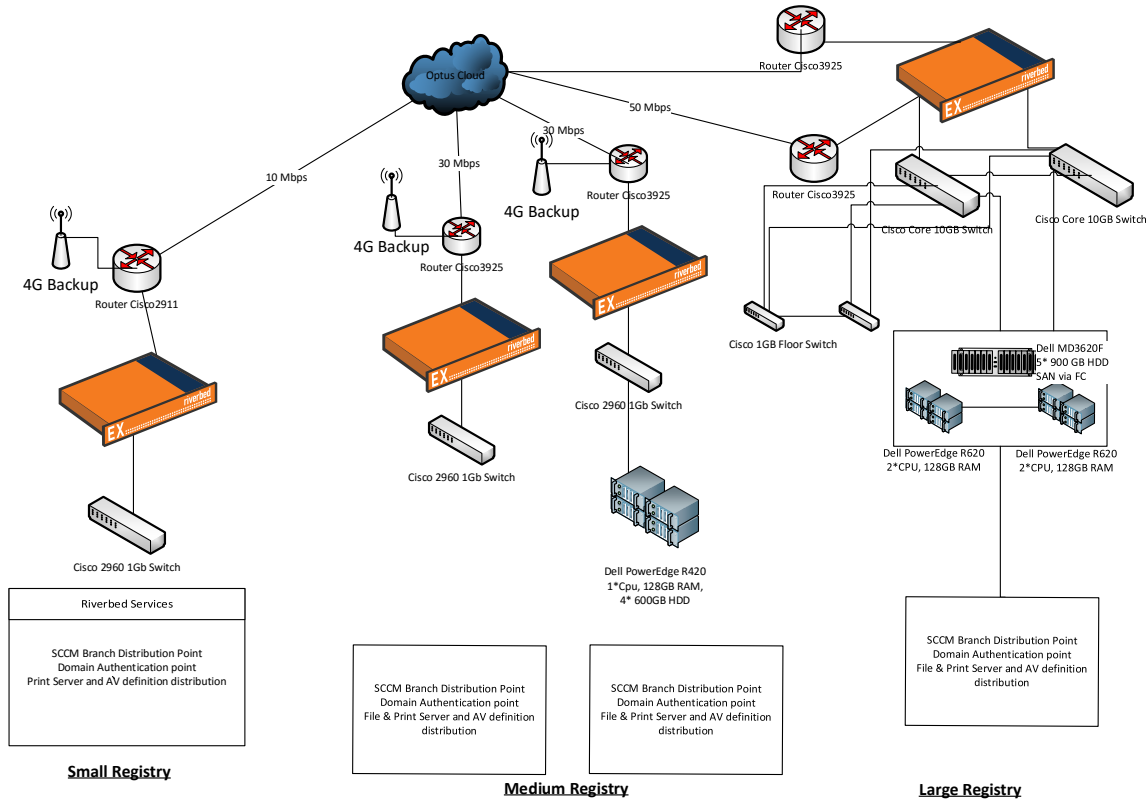 Optus Cloud
Router Cisco3925
riverbed
EX
50 Mbps
30 Mbps
30 Mbps
10 Mbps
Router Cisco3925
Router Cisco3925
4G Backup
Cisco Core 10GB Switch
Cisco Core 10GB Switch
4G Backup
Router Cisco3925
4G Backup
Router Cisco2911
riverbed
EX
riverbed
EX
riverbed
EX
Cisco 1GB Floor Switch
Dell MD3620F
5* 900 GB HDD
SAN via FC
Cisco 2960 1Gb Switch
Cisco 2960 1Gb Switch
Dell PowerEdge R620
2*CPU, 128GB RAM
Dell PowerEdge R620
2*CPU, 128GB RAM
Cisco 2960 1Gb Switch
Dell PowerEdge R420
1*Cpu, 128GB RAM,
4* 600GB HDD
Riverbed Services
SCCM Branch Distribution Point
Domain Authentication point
Print Server and AV definition distribution
SCCM Branch Distribution Point
Domain Authentication point
File & Print Server and AV definition
distribution
SCCM Branch Distribution Point
Domain Authentication point
File & Print Server and AV definition
distribution
SCCM Branch Distribution Point
Domain Authentication point
File & Print Server and AV definition
distribution
Small Registry
Medium Registry
Large Registry